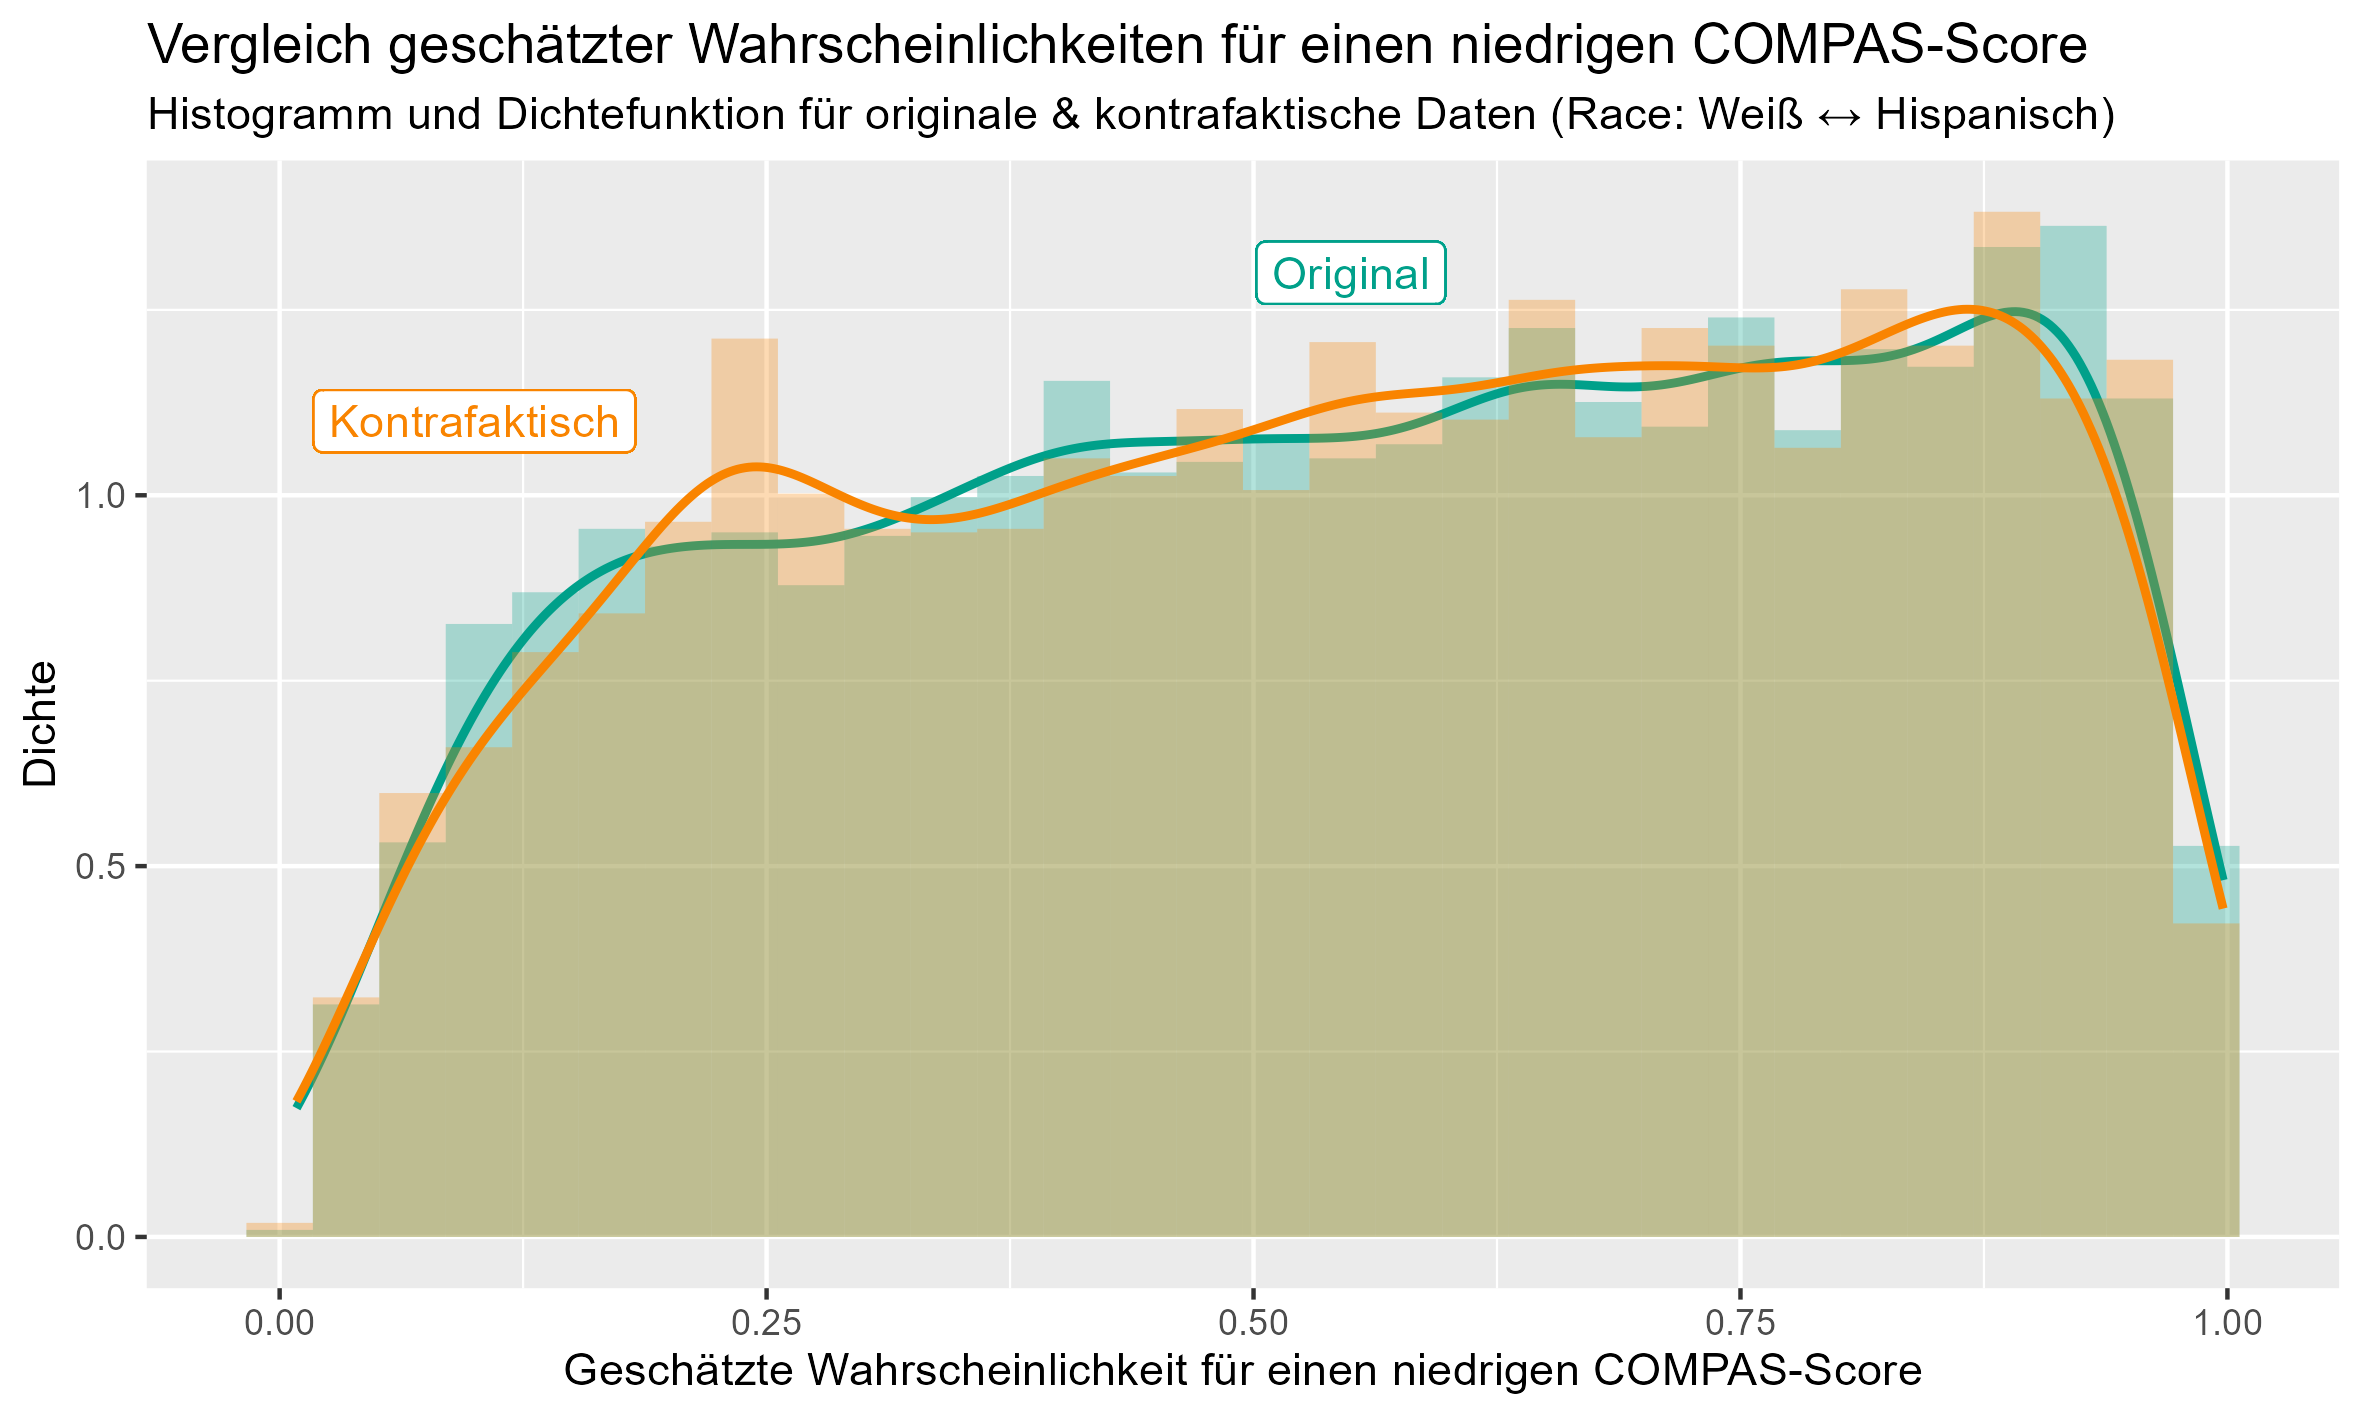 Vergleich geschätzter Wahrscheinlichkeiten für einen niedrigen COMPAS-Score
Histogramm und Dichtefunktion für originale & kontrafaktische Daten (Race: Weiß ↔ Hispanisch)
Original
Kontrafaktisch
Dichte
1.0
0.5
0.0
0.00 0.25 0.50 0.75 1.00
Geschätzte Wahrscheinlichkeit für einen niedrigen COMPAS-Score